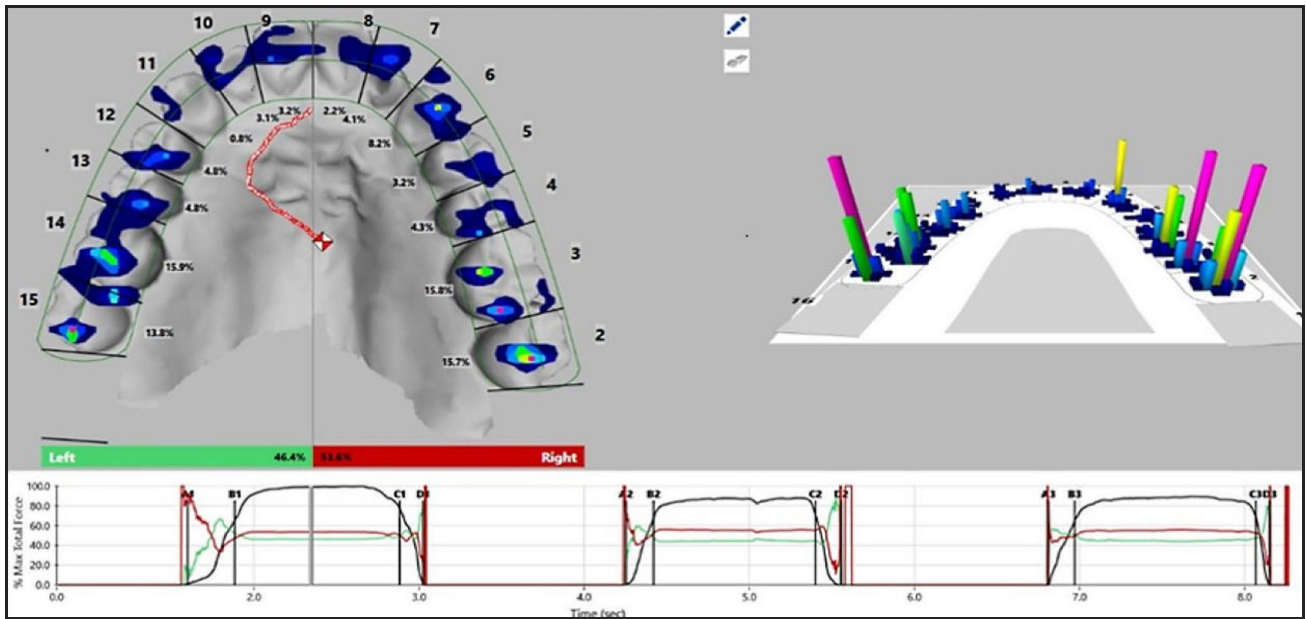 10 9 8 7
11 6
12 5
13 4
14 3
15 2
3.1% 3.2% 2.2% 4.1%
0.8% 8.2%
4.8% 3.2%
4.8% 4.3%
15.9% 15.8%
13.8% 15.7%
Left 46.4% 53.6% Right
% Max Total Force
100.0
80.0
60.0
40.0
20.0
0.0
A1 B1 C1 D1 A2 B2 C2 D2 A3 B3 C3 D3
0.0 2.0 3.0 4.0 5.0 6.0 7.0 8.0
Time (sec)